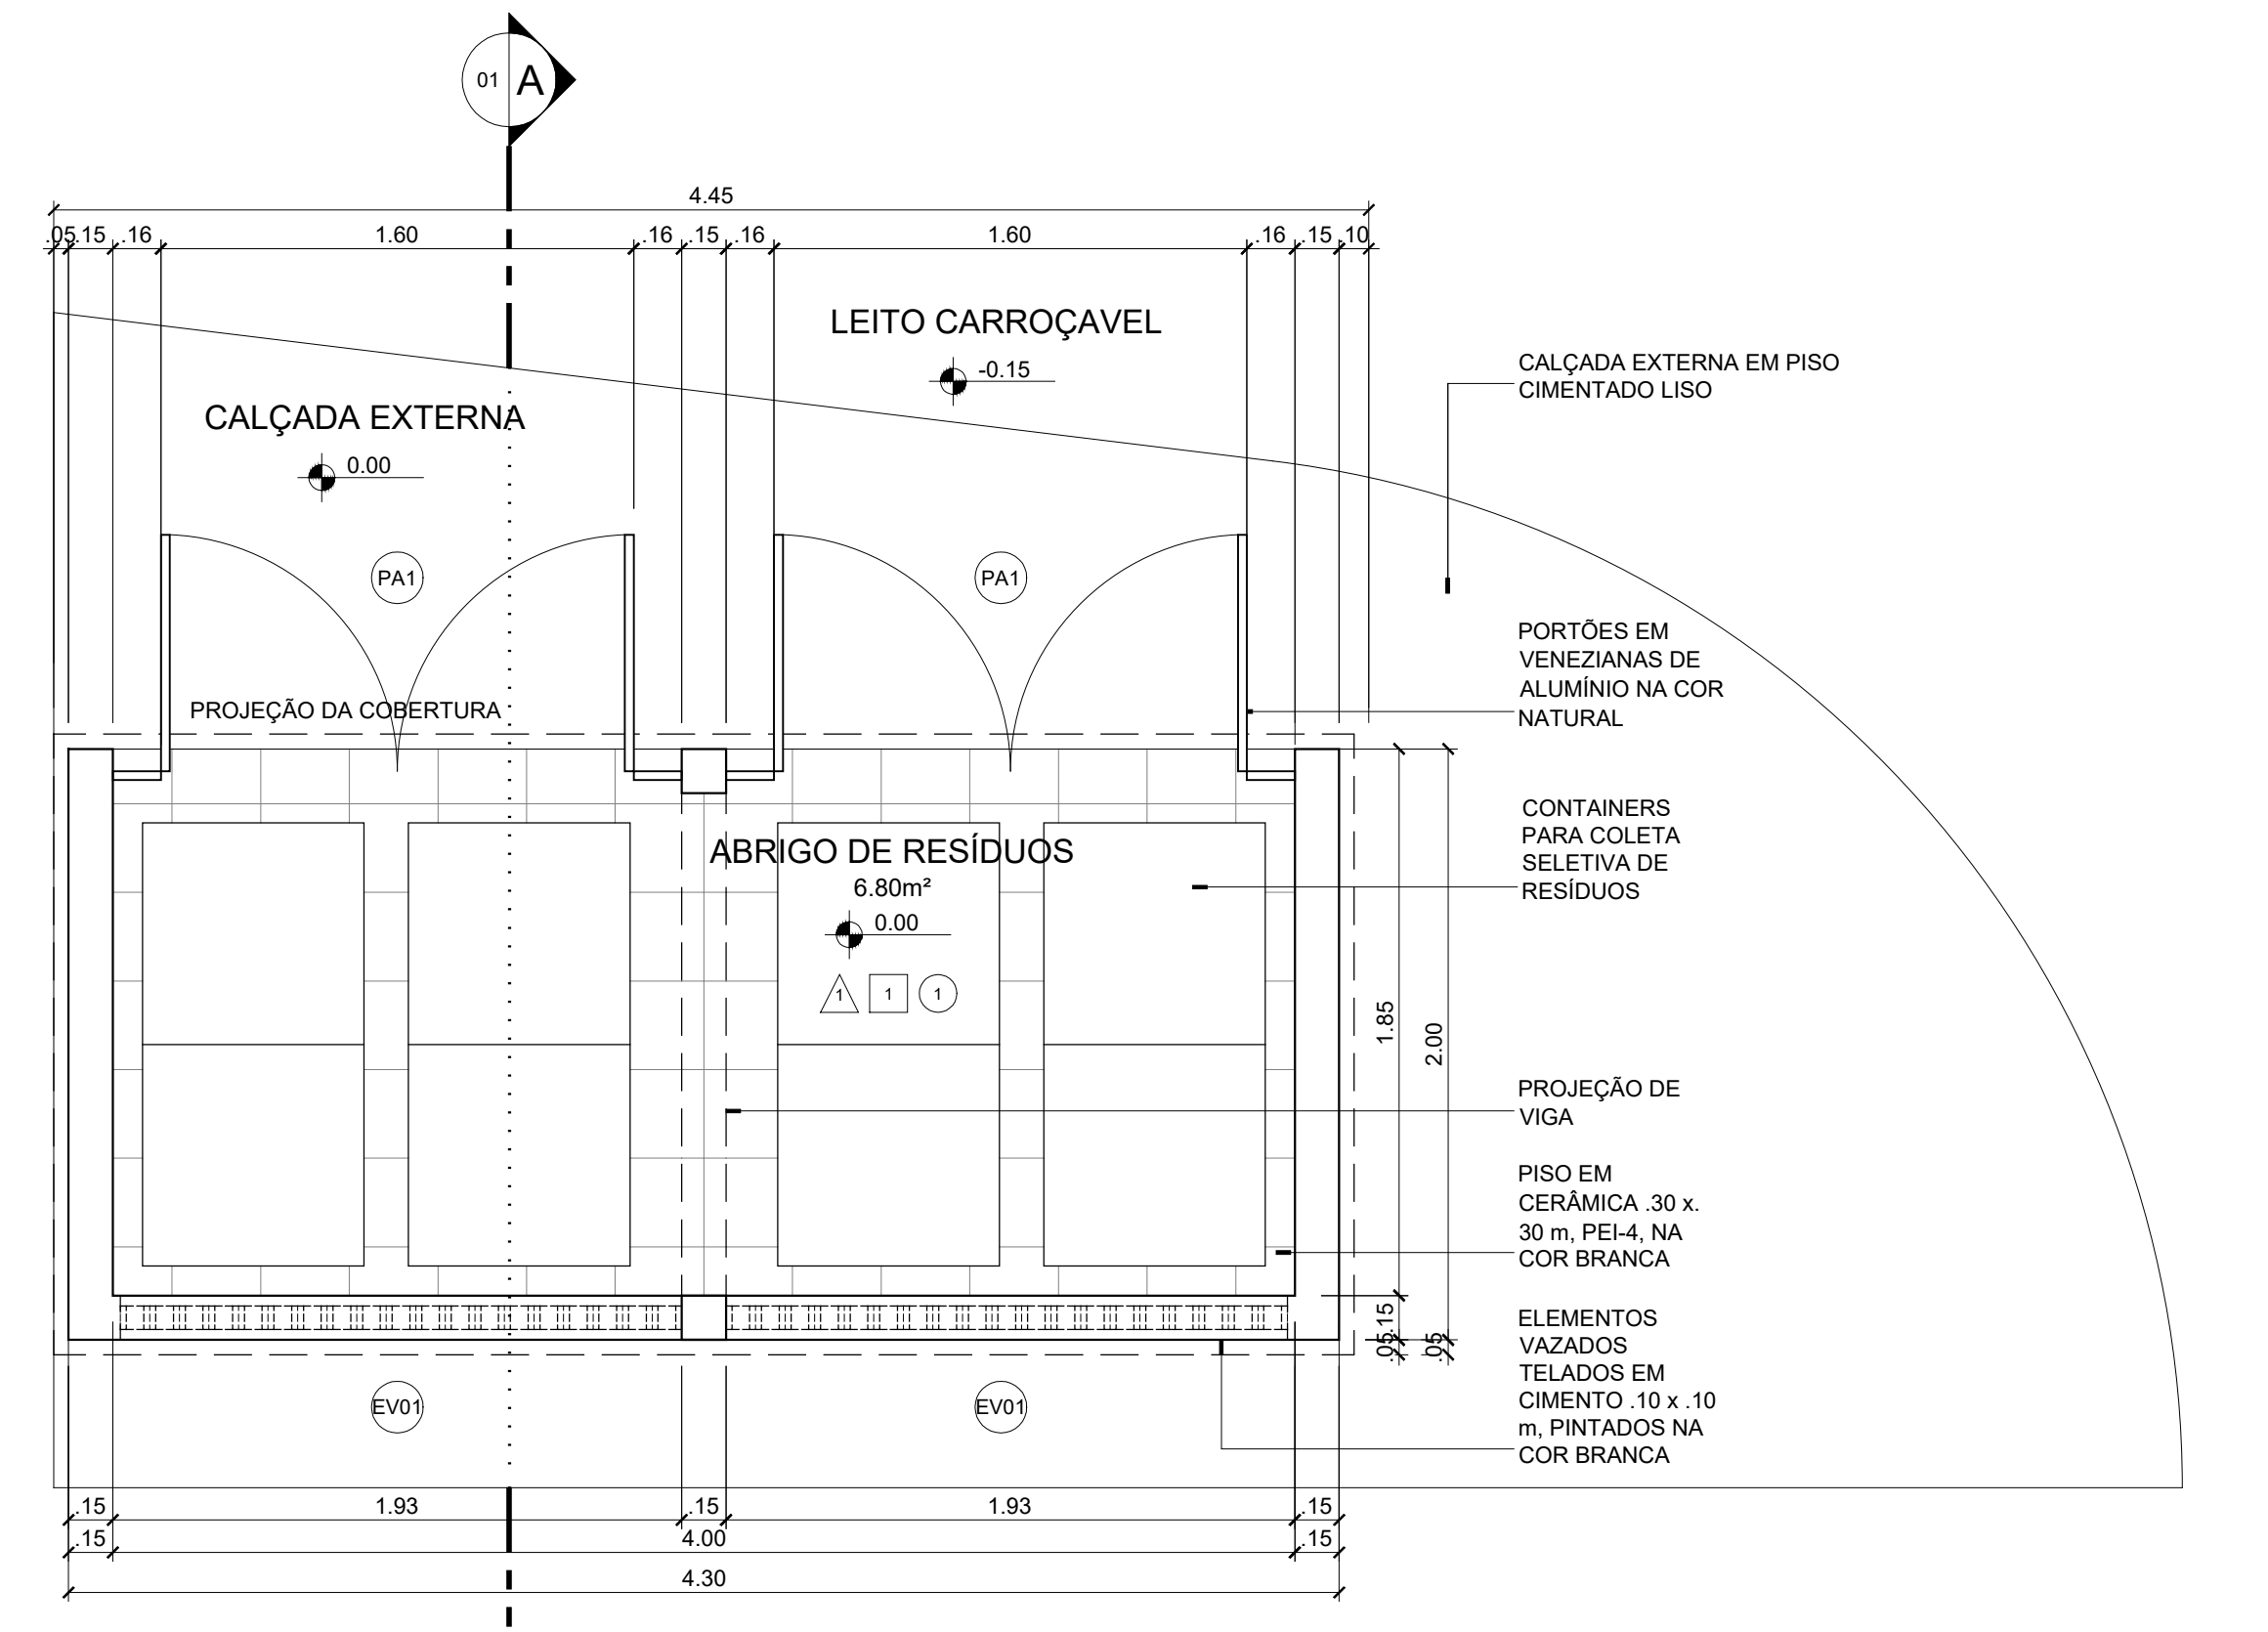 01 A
4.45
.05 .15 .16 1.60 .16 .15 .16 1.60 .16 .15 .10
LEITO CARROÇAVEL
-0.15
CALÇADA EXTERNA
0.00
PA1 PA1
PROJEÇÃO DA COBERTURA
CALÇADA EXTERNA EM PISO
CIMENTADO LISO
PORTÕES EM
VENEZIANAS DE
ALUMÍNIO NA COR
NATURAL
ABRIGO DE RESÍDUOS
6.80m²
0.00
1 1 1
CONTAINERS
PARA COLETA
SELETIVA DE
RESÍDUOS
1.85
2.00
PROJEÇÃO DE
VIGA
PISO EM
CERÂMICA .30 x.
30 m, PEI-4, NA
COR BRANCA
.15
.05
.05
ELEMENTOS
VAZADOS
TELADOS EM
CIMENTO .10 x .10
m, PINTADOS NA
COR BRANCA
EV01 EV01
.15 1.93 .15 1.93 .15
.15 4.00 .15
4.30